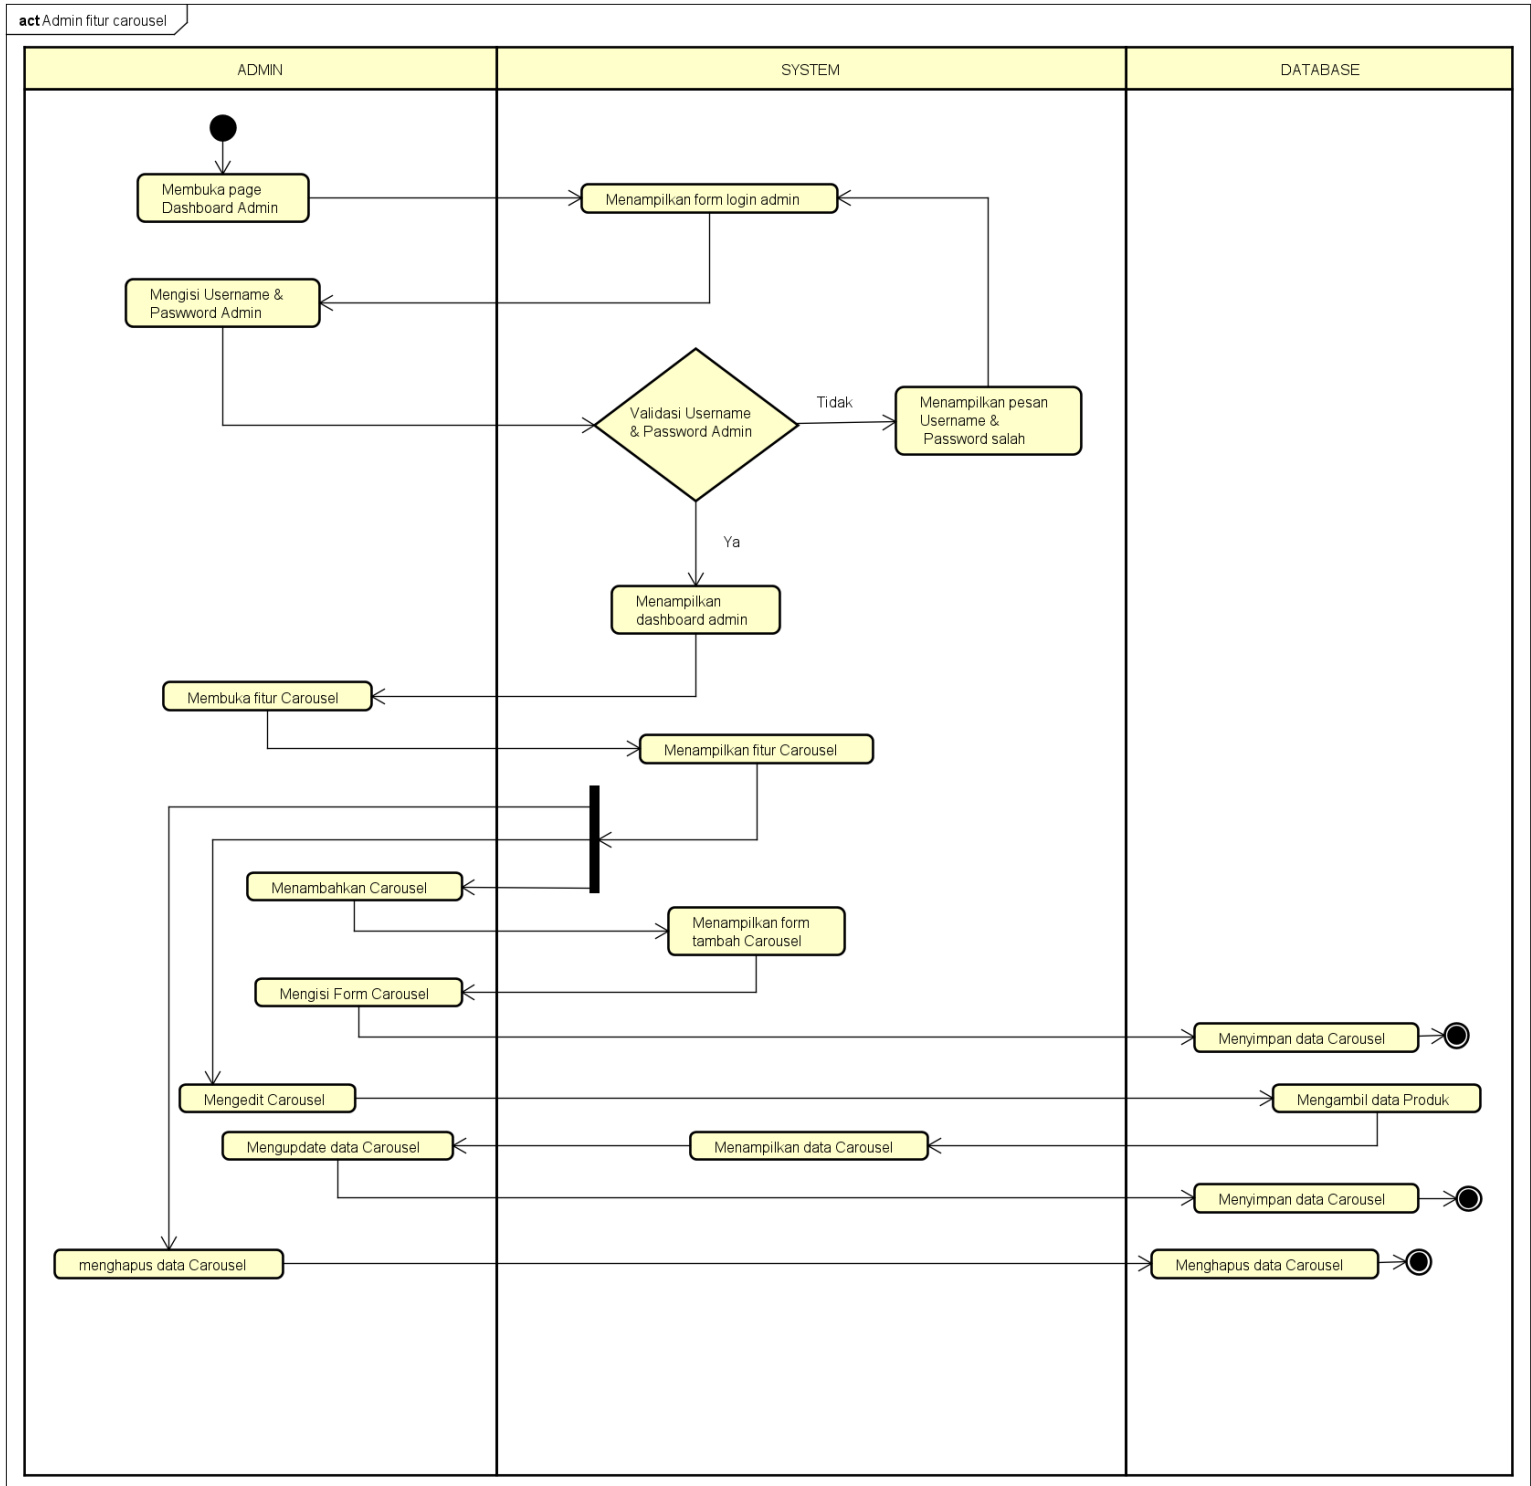 act Admin fitur carousel
ADMIN
SYSTEM
DATABASE
Membuka page
Dashboard Admin
Menampilkan form login admin
Mengisi Username &
Paswword Admin
Validasi Username
& Password Admin
Tidak
Menampilkan pesan
Username &
Password salah
Ya
Menampilkan
dashboard admin
Membuka fitur Carousel
Menampilkan fitur Carousel
Menambahkan Carousel
Menampilkan form
tambah Carousel
Mengisi Form Carousel
Menyimpan data Carousel
Mengedit Carousel
Mengambil data Produk
Mengupdate data Carousel
Menampilkan data Carousel
Menyimpan data Carousel
menghapus data Carousel
Menghapus data Carousel